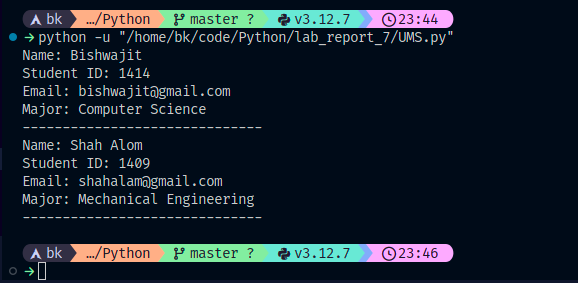 bk …/Python master ? v3.12.7 23:44
→ python -u "/home/bk/code/Python/lab_report_7/UMS.py"
Name: Bishwajit
Student ID: 1414
Email: bishwajit@gmail.com
Major: Computer Science
------------------------------
Name: Shah Alom
Student ID: 1409
Email: shahalam@gmail.com
Major: Mechanical Engineering
------------------------------
bk …/Python master ? v3.12.7 23:46
→